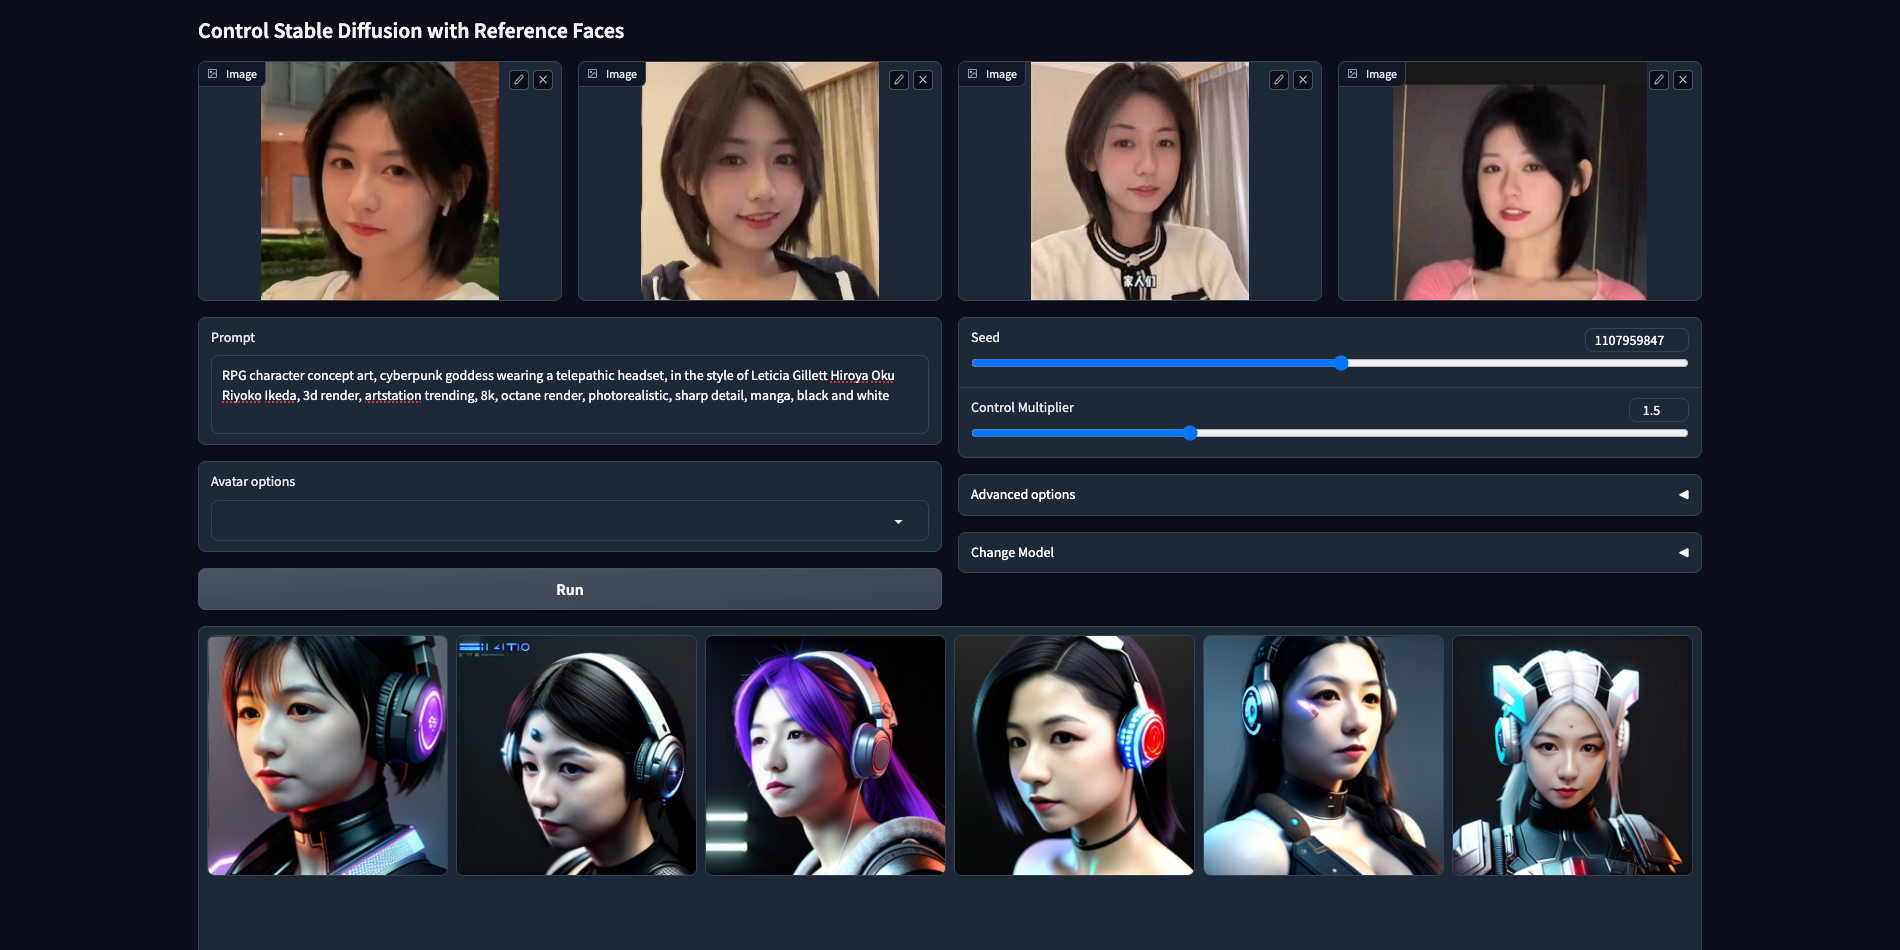 Control Stable Diffusion with Reference Faces
Image
Image
Image
Image
家人们
Prompt
RPG character concept art, cyberpunk goddess wearing a telepathic headset, in the style of Leticia Gillett Hiroya Oku
Riyoko Ikeda, 3d render, artstation trending, 8k, octane render, photorealistic, sharp detail, manga, black and white
Seed
1107959847
Control Multiplier
1.5
Avatar options
Advanced options
Change Model
Run